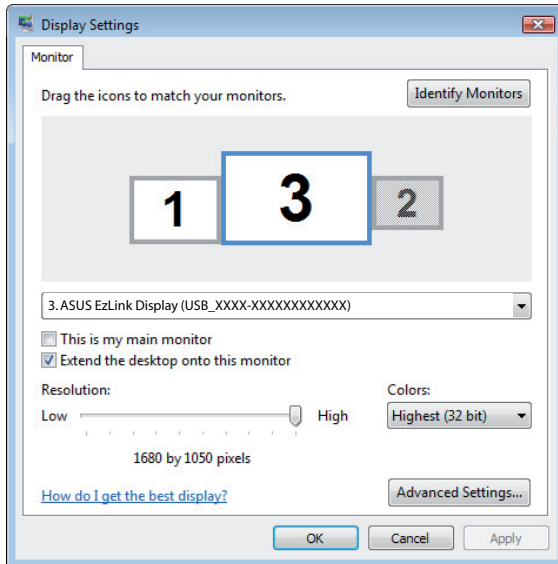 Display Settings
Monitor
Drag the icons to match your monitors.
Identify Monitors
1
3
2
3. ASUS EzLink Display (USB_XXXX-XXXXXXXXXXXX)
This is my main monitor
Extend the desktop onto this monitor
Resolution:
Colors:
Low
High
Highest (32 bit)
1680 by 1050 pixels
How do I get the best display?
Advanced Settings...
OK
Cancel
Apply